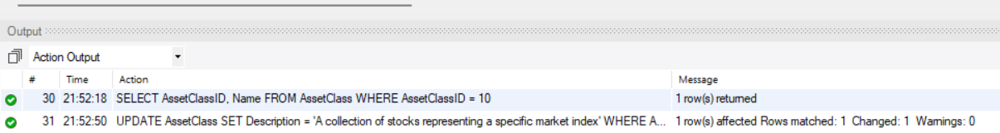 Output
Action Output
# Time Action Message
30 21:52:18 SELECT AssetClassID, Name FROM AssetClass WHERE AssetClassID = 10 1 row(s) returned
31 21:52:50 UPDATE AssetClass SET Description = 'A collection of stocks representing a specific market index' WHERE A... 1 row(s) affected Rows matched: 1 Changed: 1 Warnings: 0